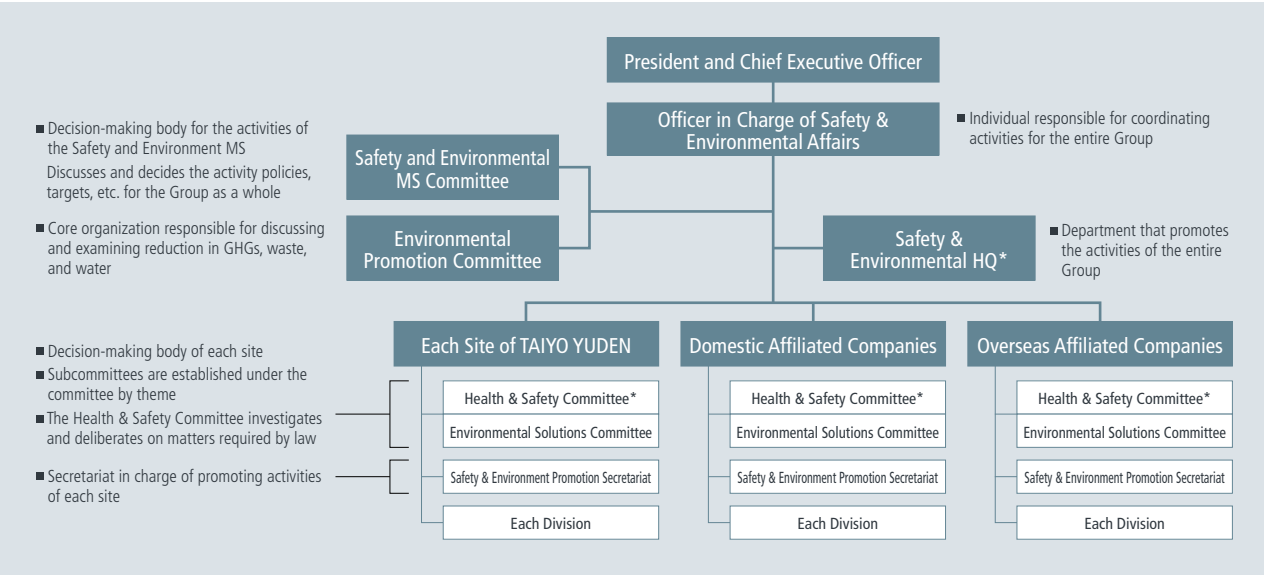 President and Chief Executive Officer
Officer in Charge of Safety &
Environmental Affairs
■ Individual responsible for coordinating
activities for the entire Group
■ Decision-making body for the activities of
the Safety and Environment MS
Discusses and decides the activity policies,
targets, etc. for the Group as a whole
Safety and Environmental
MS Committee
■ Core organization responsible for discussing
and examining reduction in GHGs, waste,
and water
Environmental
Promotion Committee
Safety &
Environmental HQ*
■ Department that promotes
the activities of the entire
Group
■ Decision-making body of each site
■ Subcommittees are established under the
committee by theme
■ The Health & Safety Committee investigates
and deliberates on matters required by law
■ Secretariat in charge of promoting activities
of each site
Each Site of TAIYO YUDEN
Health & Safety Committee*
Environmental Solutions Committee
Safety & Environment Promotion Secretariat
Each Division
Domestic Affiliated Companies
Health & Safety Committee*
Environmental Solutions Committee
Safety & Environment Promotion Secretariat
Each Division
Overseas Affiliated Companies
Health & Safety Committee*
Environmental Solutions Committee
Safety & Environment Promotion Secretariat
Each Division